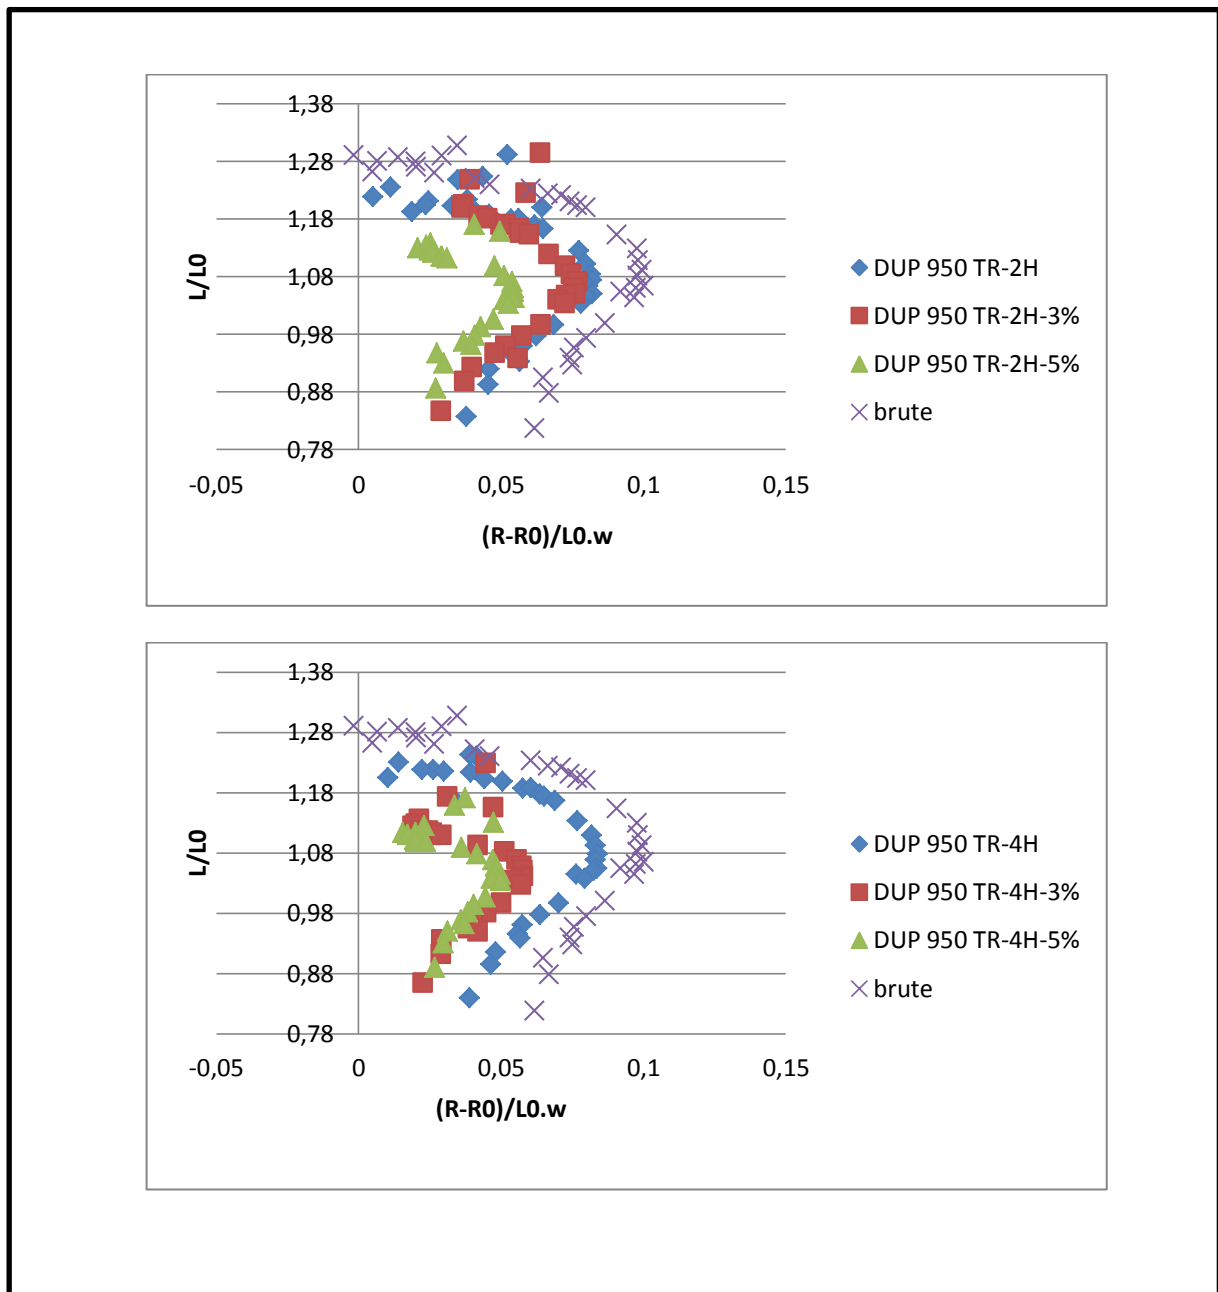 1,38
1,28
1,18
1,08
0,98
0,88
0,78
L/L0
-0,05 0 0,05 0,1 0,15
(R-R0)/L0.w
DUP 950 TR-2H
DUP 950 TR-2H-3%
DUP 950 TR-2H-5%
brute
1,38
1,28
1,18
1,08
0,98
0,88
0,78
L/L0
-0,05 0 0,05 0,1 0,15
(R-R0)/L0.w
DUP 950 TR-4H
DUP 950 TR-4H-3%
DUP 950 TR-4H-5%
brute